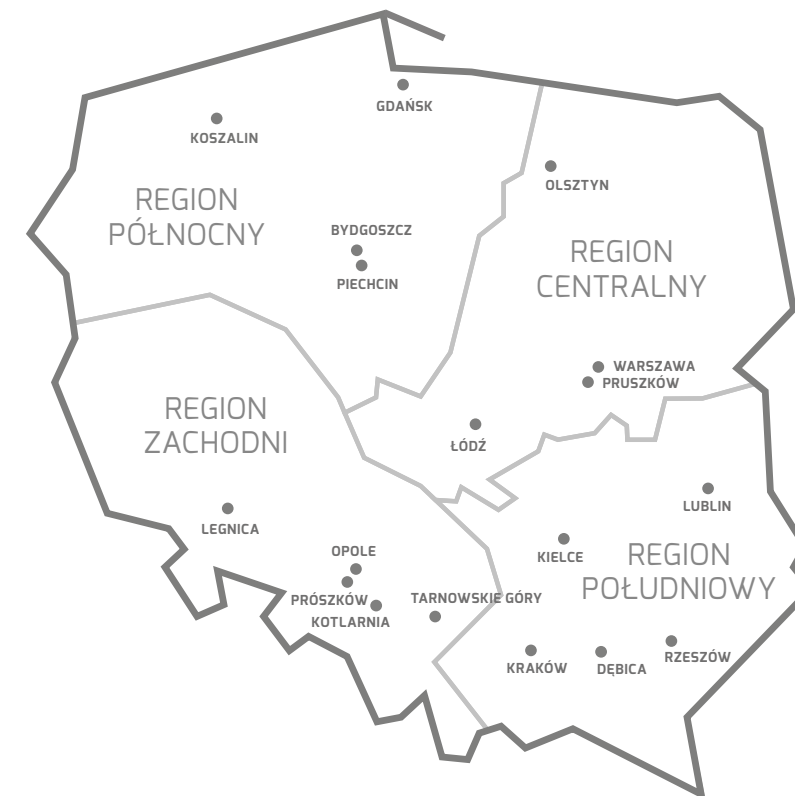 GDAŃSK
KOSZALIN
OLSZTYN
REGION
PÓŁNOCNY
BYDGOSZCZ
PIECHCIN
REGION
CENTRALNY
WARSZAWA
PRUSZKÓW
REGION
ZACHODNI
ŁÓDŹ
LEGNICA
LUBLIN
OPOLE
PRÓSZKÓW
KOTLARNIA
TARNOWSKIE GÓRY
KIELCE
REGION
POŁUDNIOWY
KRAKÓW
DĘBICA
RZESZÓW